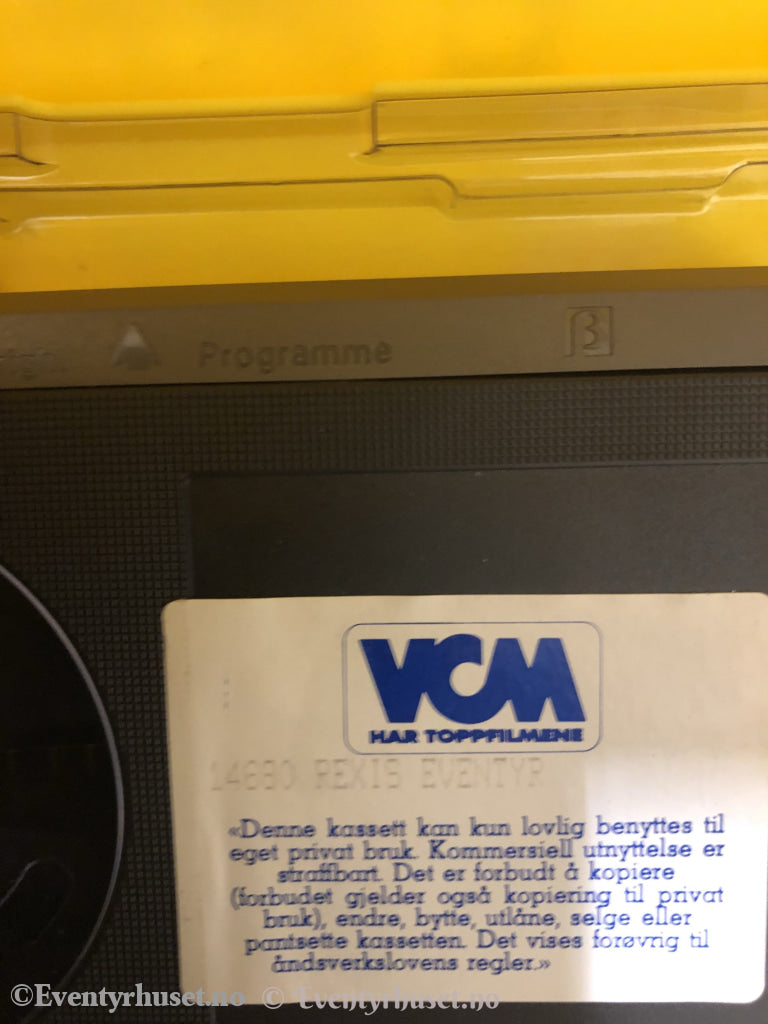 Programme β
VCM
HAR TOPPFILMENE
14690 REXIS EVENTYR
«Denne kassett kan kun lovlig benyttes til
eget privat bruk. Kommersiell utnyttelse er
straffbart. Det er forbudt å kopiere
(forbudet gjelder også kopiering til privat
bruk), endre, bytte, utlåne, selge eller
pantsette kassetten. Det vises forøvrig til
åndsverkslovens regler.»
©Eventyrhuset.no © Eventyrhuset.no